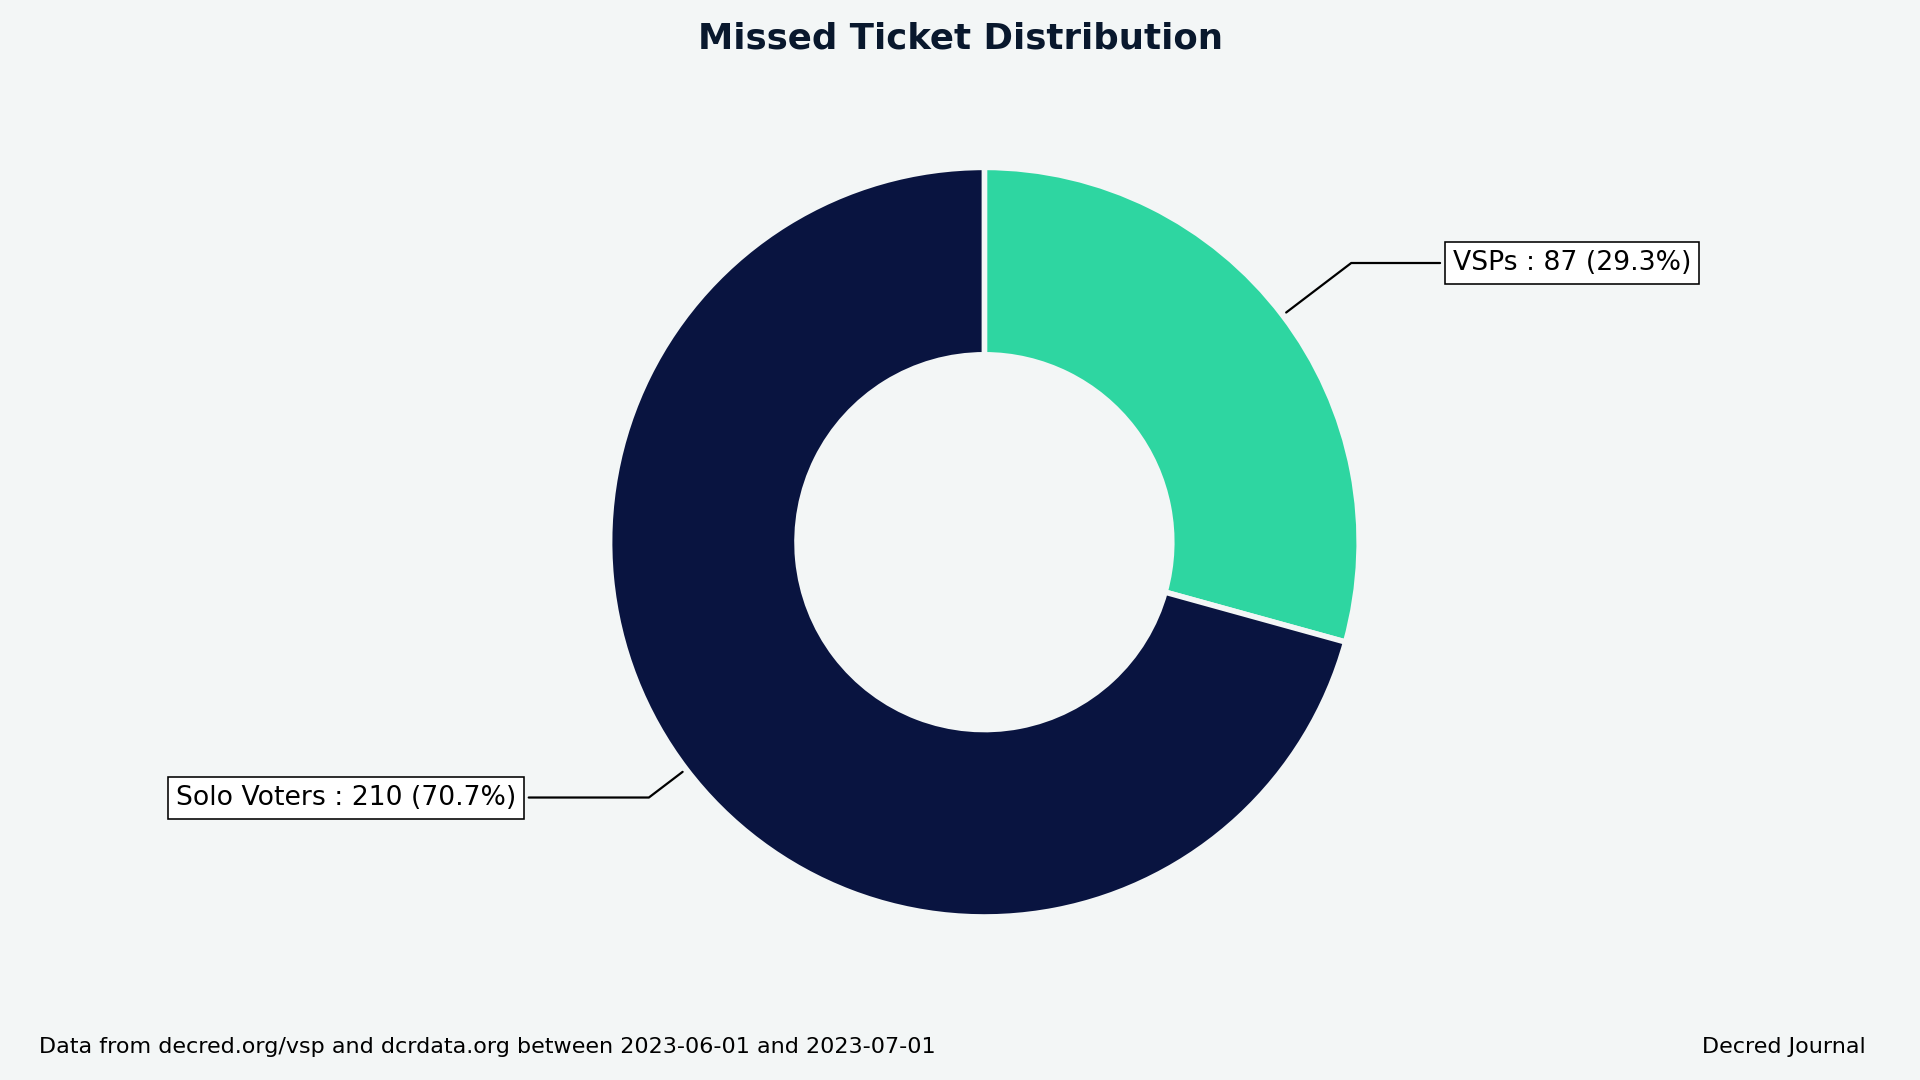 Missed Ticket Distribution
VSPs : 87 (29.3%)
Solo Voters : 210 (70.7%)
Data from decred.org/vsp and dcrdata.org between 2023-06-01 and 2023-07-01
Decred Journal